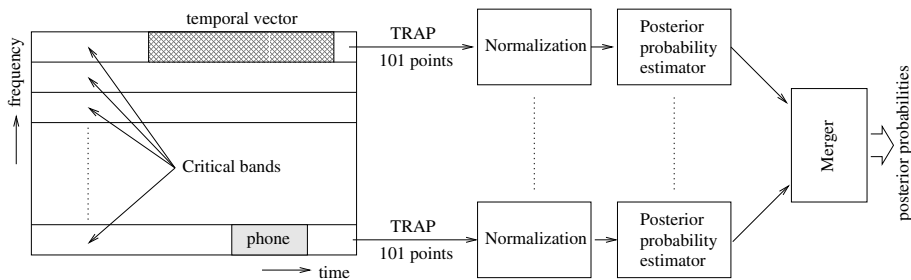 temporal vector
frequency
TRAP
101 points
Normalization
Posterior
probability
estimator
Critical bands
Merger
posterior probabilities
phone
time
TRAP
101 points
Normalization
Posterior
probability
estimator